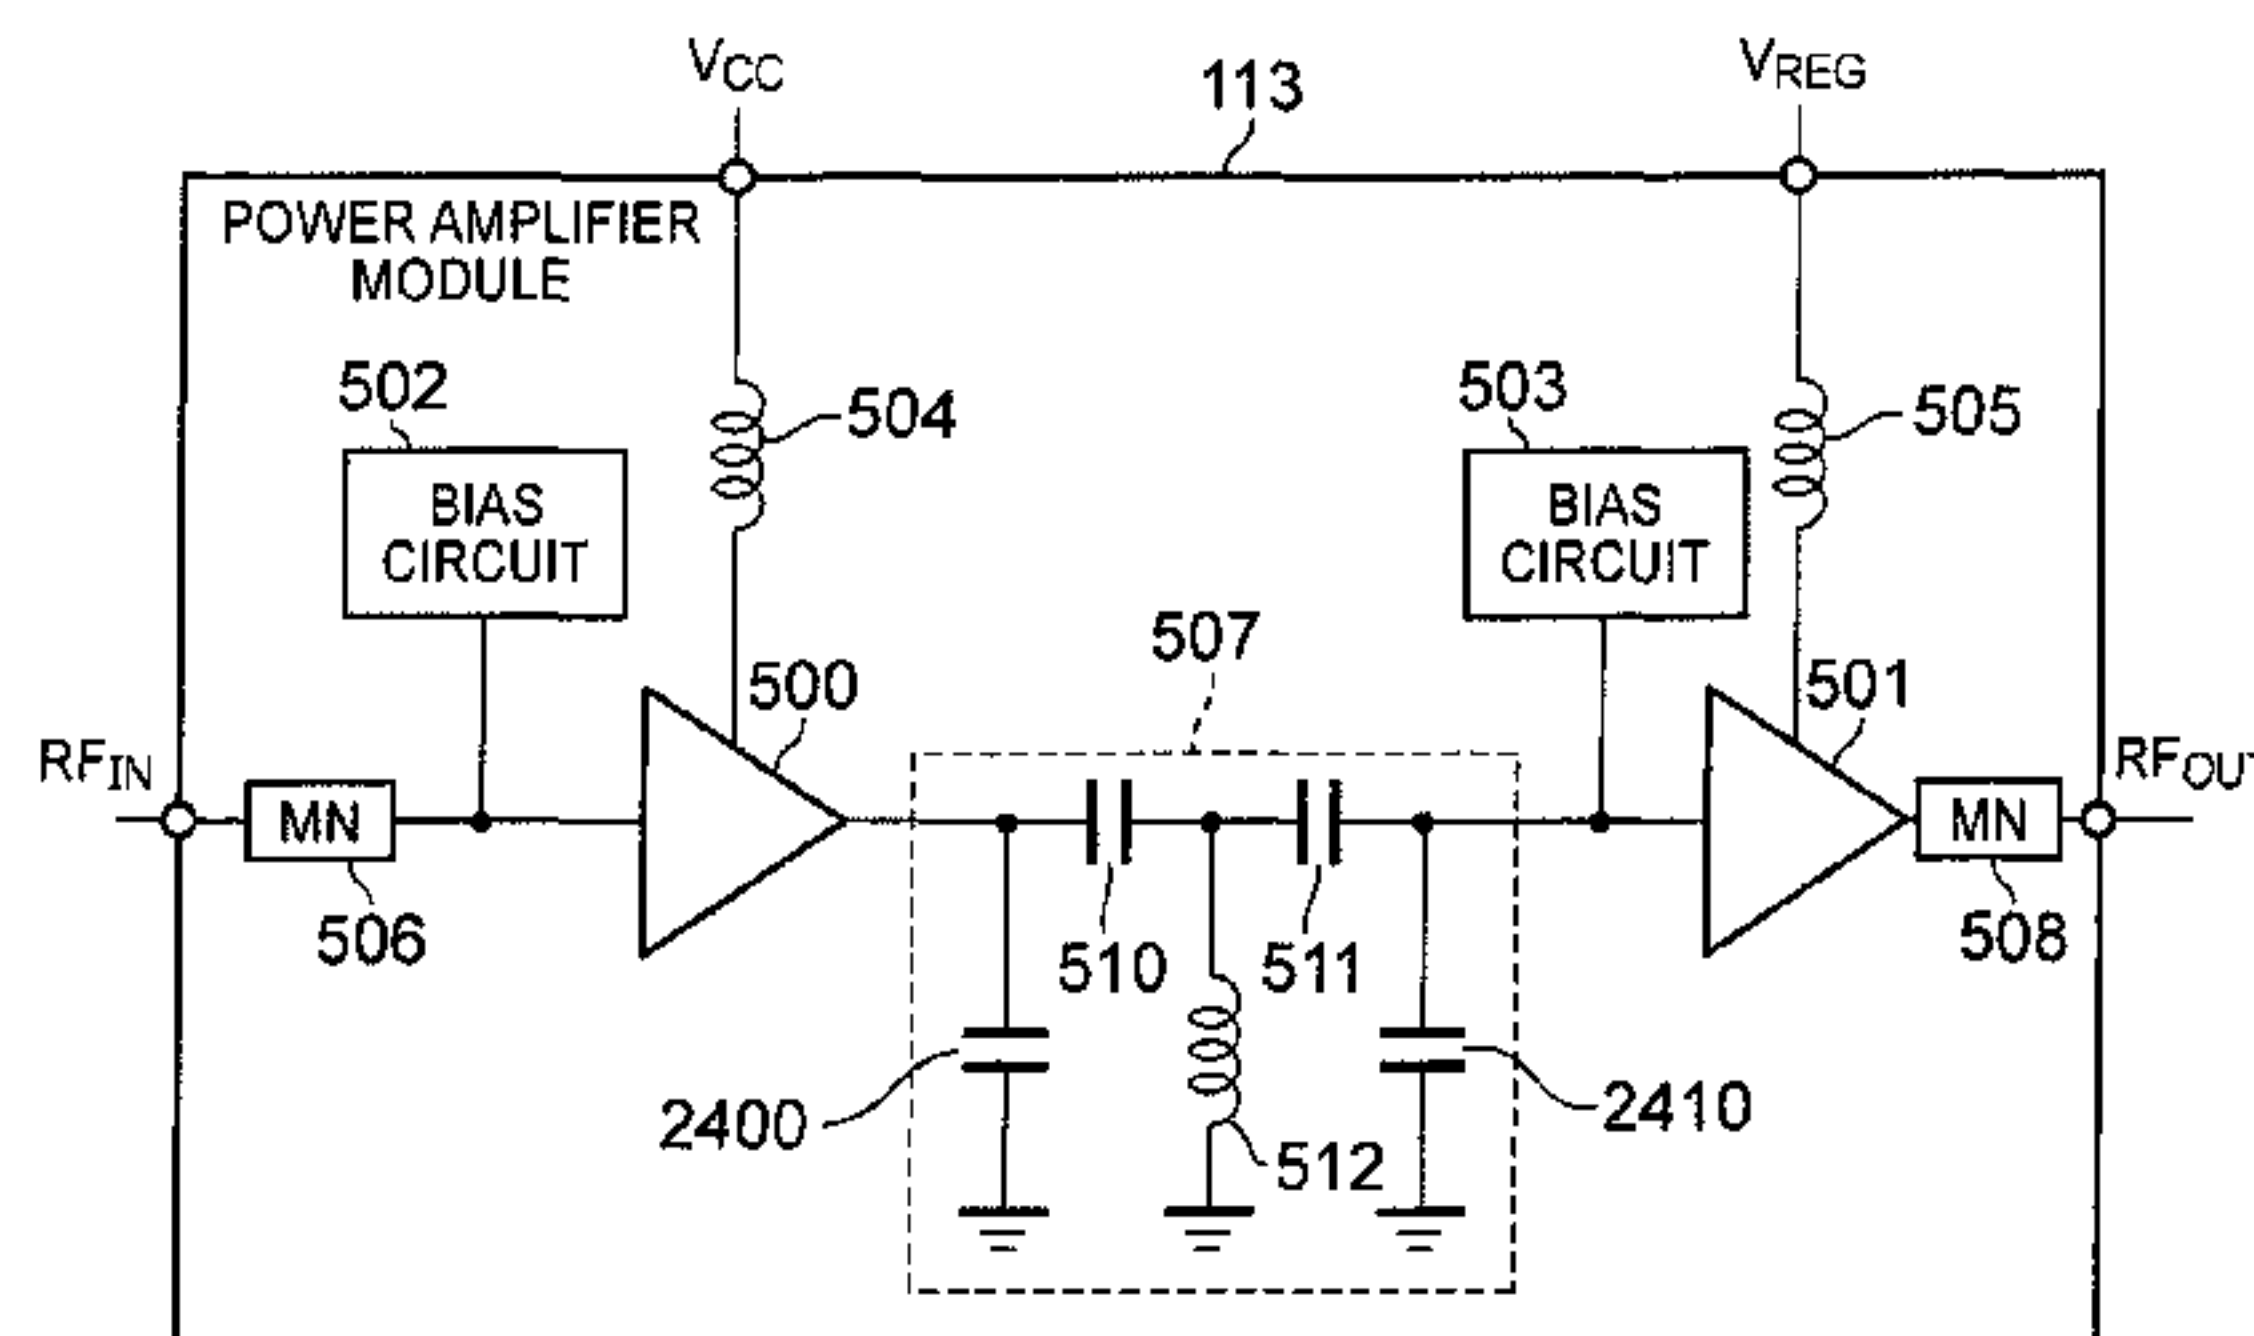 VCC
113
VREG
POWER AMPLIFIER
MODULE
502
504
503
505
BIAS
CIRCUIT
BIAS
CIRCUIT
507
500
501
RFIN
RFOUT
MN
MN
506
510
511
508
2400
2410
512